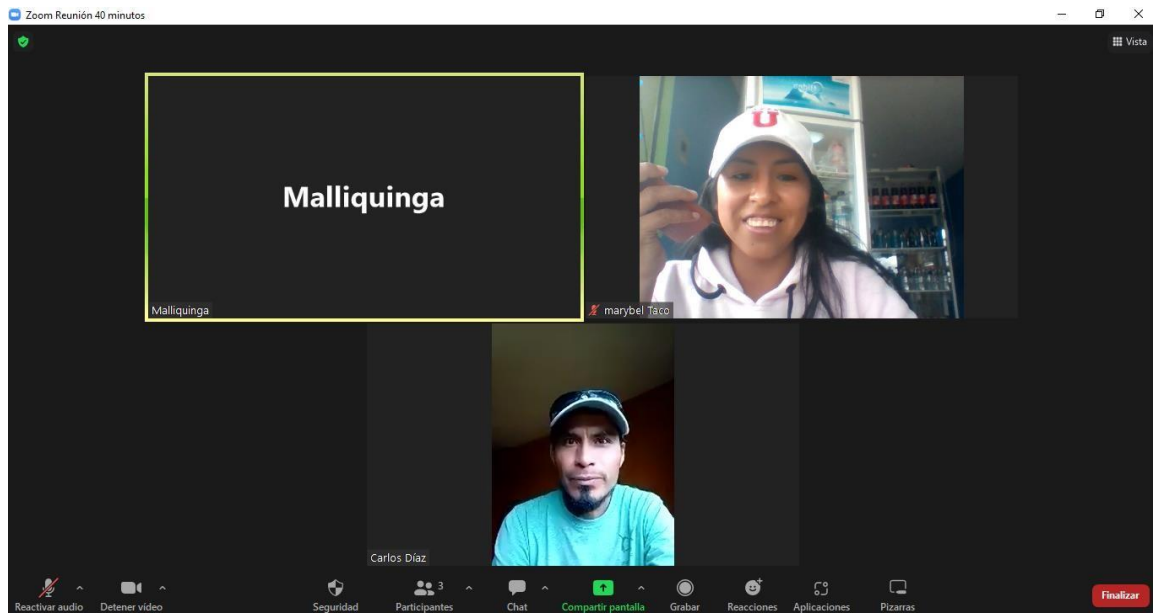 Zoom Reunión 40 minutos
Vista
Malliquinga
Malliquinga
U
marybel Taco
Carlos Díaz
3
Reactivar audio
Detener video
Seguridad
Participantes
Chat
Compartir pantalla
Grabar
Reacciones
Aplicaciones
Pizarras
Finalizar